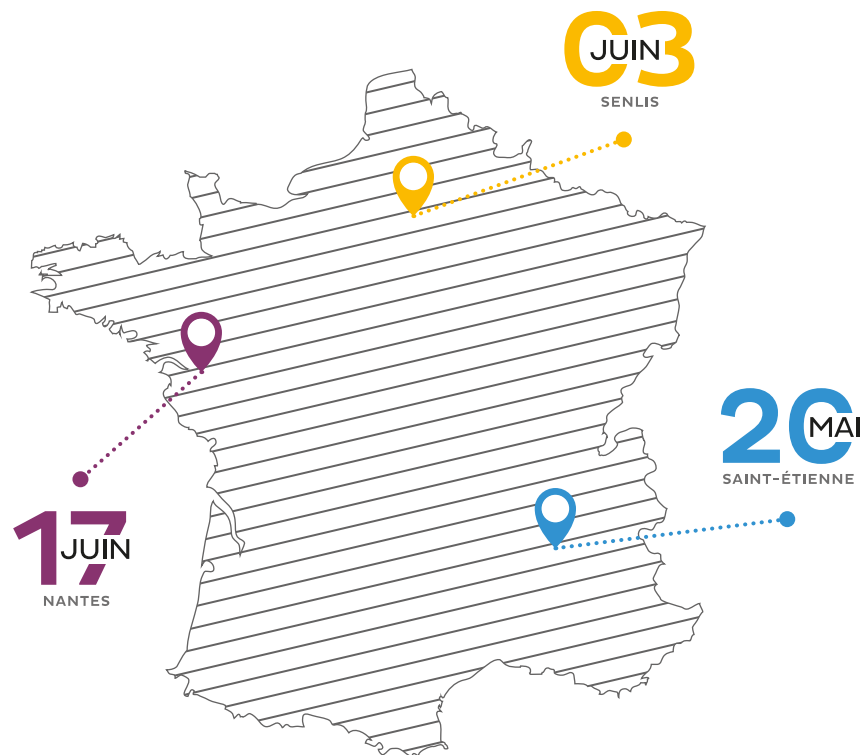 03
JUIN
SENLIS
20
MAI
SAINT-ÉTIENNE
17
JUIN
NANTES